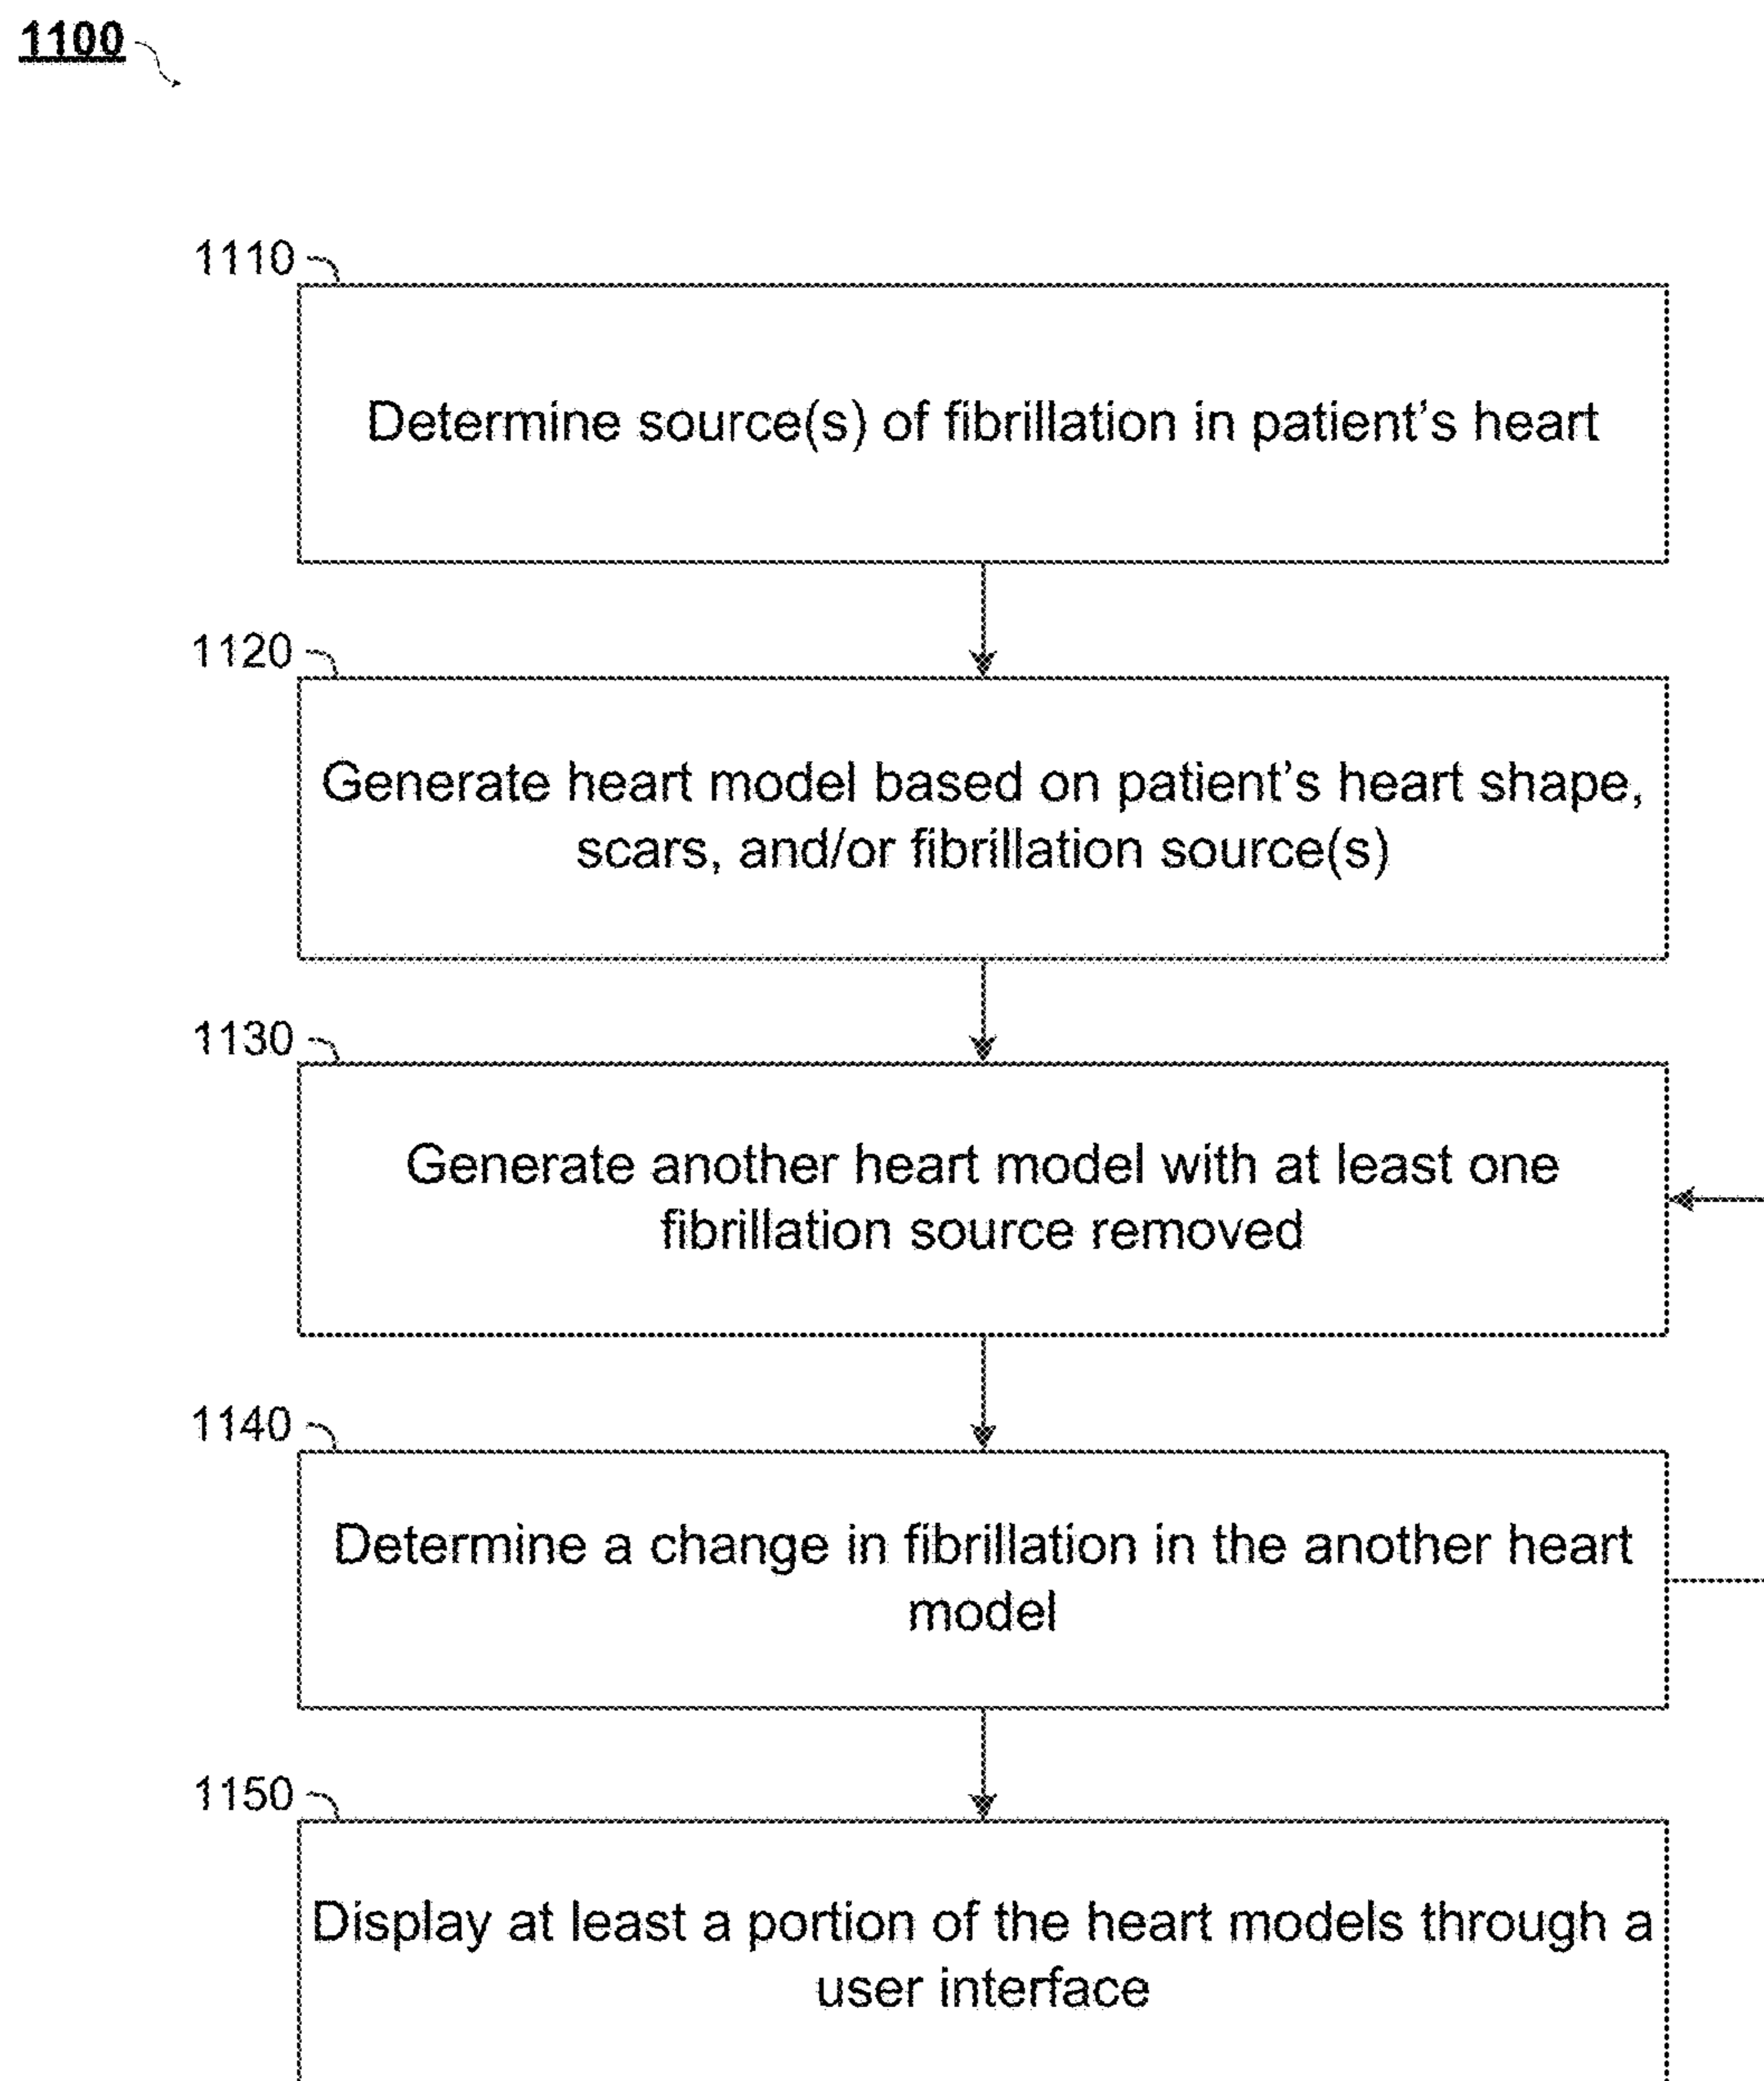 1100
1110
Determine source(s) of fibrillation in patient's heart
1120
Generate heart model based on patient's heart shape,
scars, and/or fibrillation source(s)
1130
Generate another heart model with at least one
fibrillation source removed
1140
Determine a change in fibrillation in the another heart
model
1150
Display at least a portion of the heart models through a
user interface